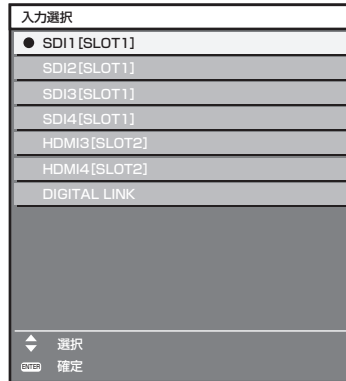 入力選択
SDI1[SLOT1]
SDI2[SLOT1]
SDI3[SLOT1]
SDI4[SLOT1]
HDMI3[SLOT2]
HDMI4[SLOT2]
DIGITAL LINK
選択
ENTER 確定